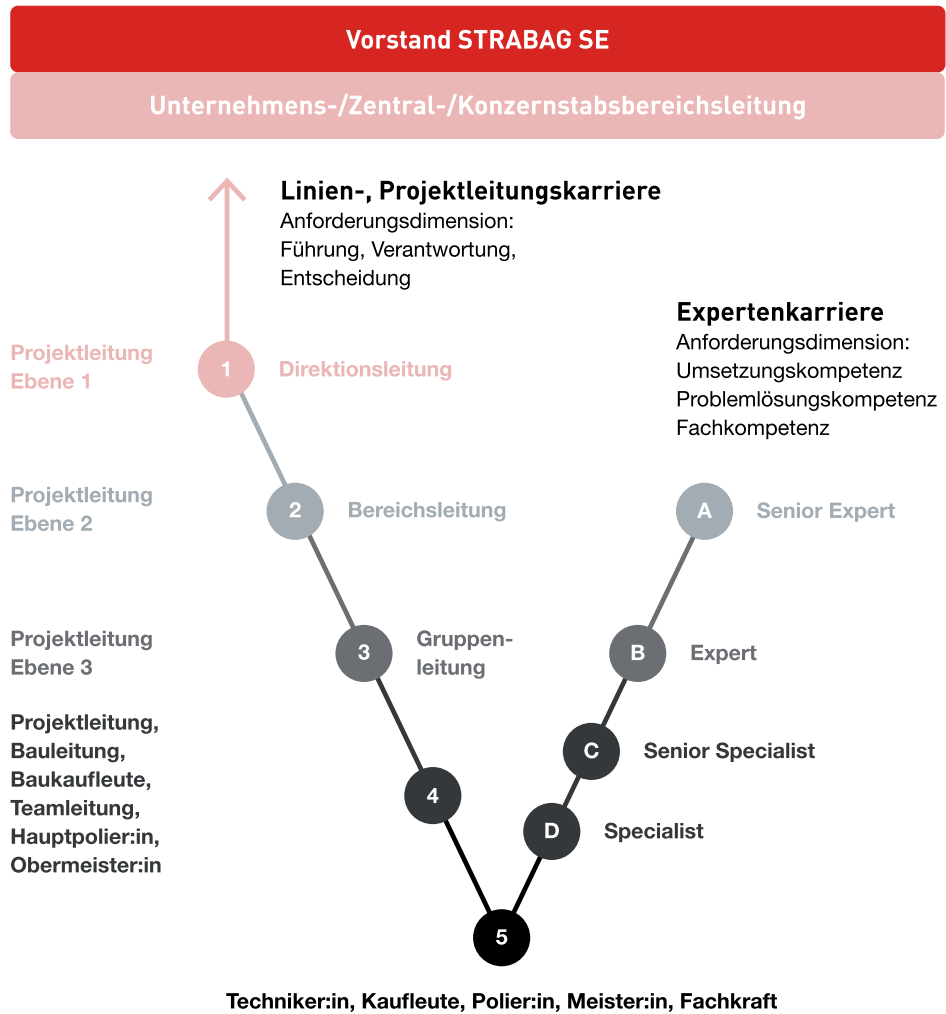 Vorstand STRABAG SE
Unternehmens-/Zentral-/Konzernstabsbereichsleitung
Linien-, Projektleitungskarriere
Anforderungsdimension:
Führung, Verantwortung,
Entscheidung
Expertenkarriere
Anforderungsdimension:
Umsetzungskompetenz
Problemlösungskompetenz
Fachkompetenz
Projektleitung
Ebene 1
1
Direktionsleitung
Projektleitung
Ebene 2
2
Bereichsleitung
A
Senior Expert
Projektleitung
Ebene 3
3
Gruppen-
leitung
B
Expert
Projektleitung,
Bauleitung,
Baukaufleute,
Teamleitung,
Hauptpolier:in,
Obermeister:in
4
C
Senior Specialist
D
Specialist
5
Techniker:in, Kaufleute, Polier:in, Meister:in, Fachkraft